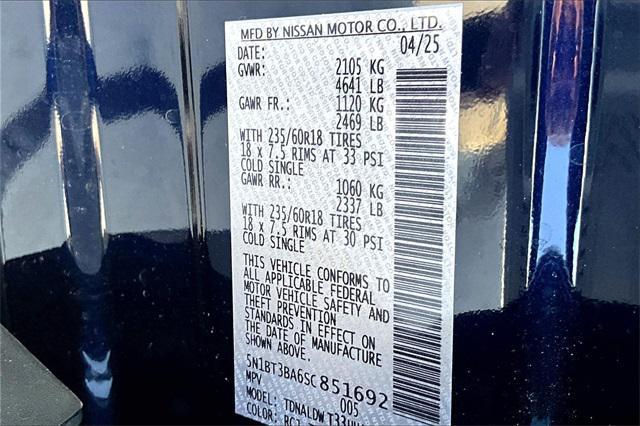 MFD BY NISSAN MOTOR CO., LTD.
DATE: 04/25
GVWR: 2105 KG
4641 LB
GAWR FR.: 1120 KG
2469 LB
WITH 235/60R18 TIRES
18 x 7.5 RIMS AT 33 PSI
COLD SINGLE
GAWR RR.: 1060 KG
2337 LB
WITH 235/60R18 TIRES
18 x 7.5 RIMS AT 30 PSI
COLD SINGLE
THIS VEHICLE CONFORMS TO
ALL APPLICABLE FEDERAL
MOTOR VEHICLE SAFETY AND
THEFT PREVENTION
STANDARDS IN EFFECT ON
THE DATE OF MANUFACTURE
SHOWN ABOVE.
5N1BT3BA6SC851692
MPV 005
MODEL:
COLOR: